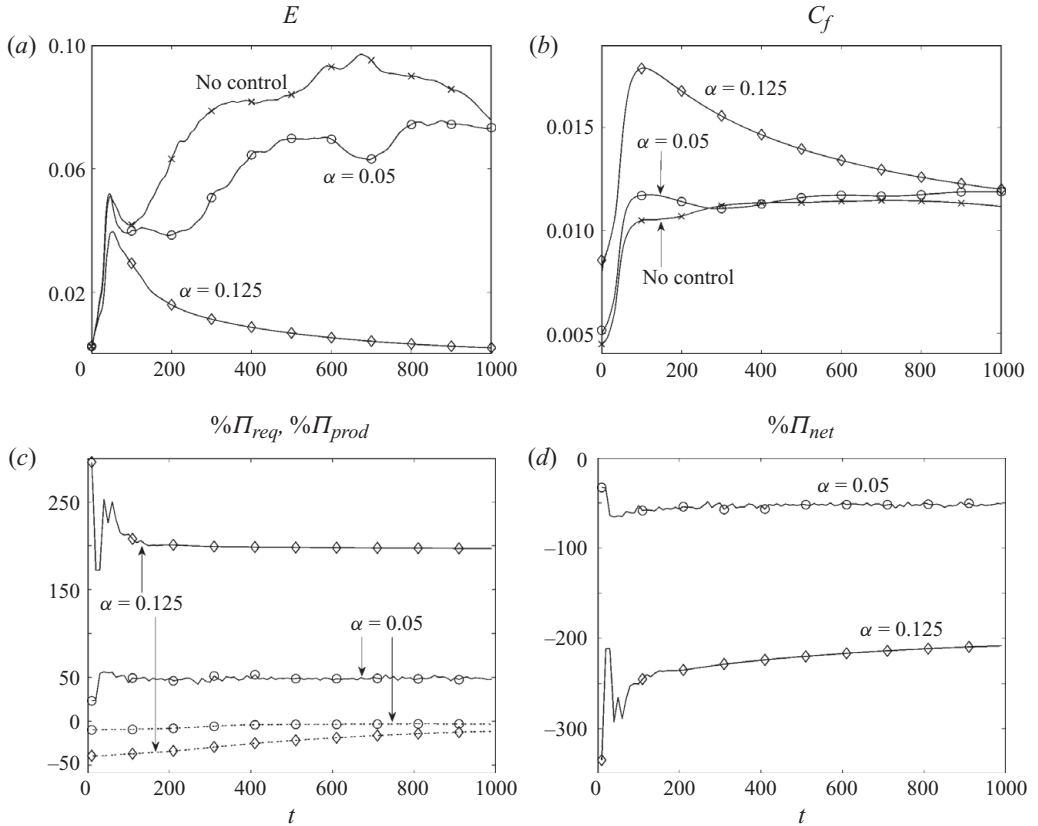 E
(a)
0.10
0.06
0.02
No control
α = 0.05
α = 0.125
0 200 400 600 800 1000
C_f
(b)
0.015
0.010
0.005
α = 0.125
α = 0.05
No control
0 200 400 600 800 1000
%Π_req, %Π_prod
(c)
250
150
50
0
−50
α = 0.125
α = 0.05
0 200 400 600 800 1000
t
%Π_net
(d)
0
−50
−100
−200
−300
α = 0.05
α = 0.125
0 200 400 600 800 1000
t